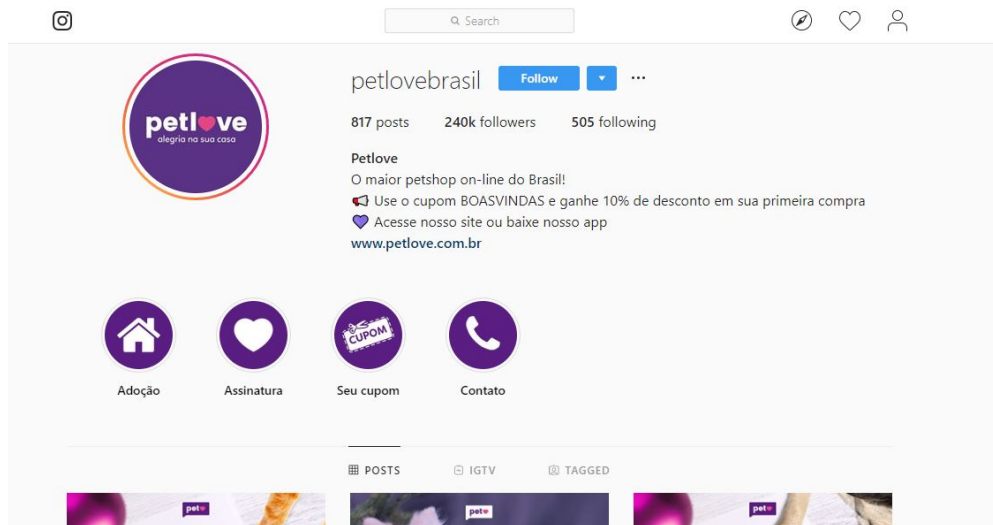 Search
petlovebrasil Follow
817 posts 240k followers 505 following
Petlove
O maior petshop on-line do Brasil!
Use o cupom BOASVINDAS e ganhe 10% de desconto em sua primeira compra
Acesse nosso site ou baixe nosso app
www.petlove.com.br
petlove
alegria na sua casa
CUPOM
Adoção Assinatura Seu cupom Contato
POSTS IGTV TAGGED
pet pet pet